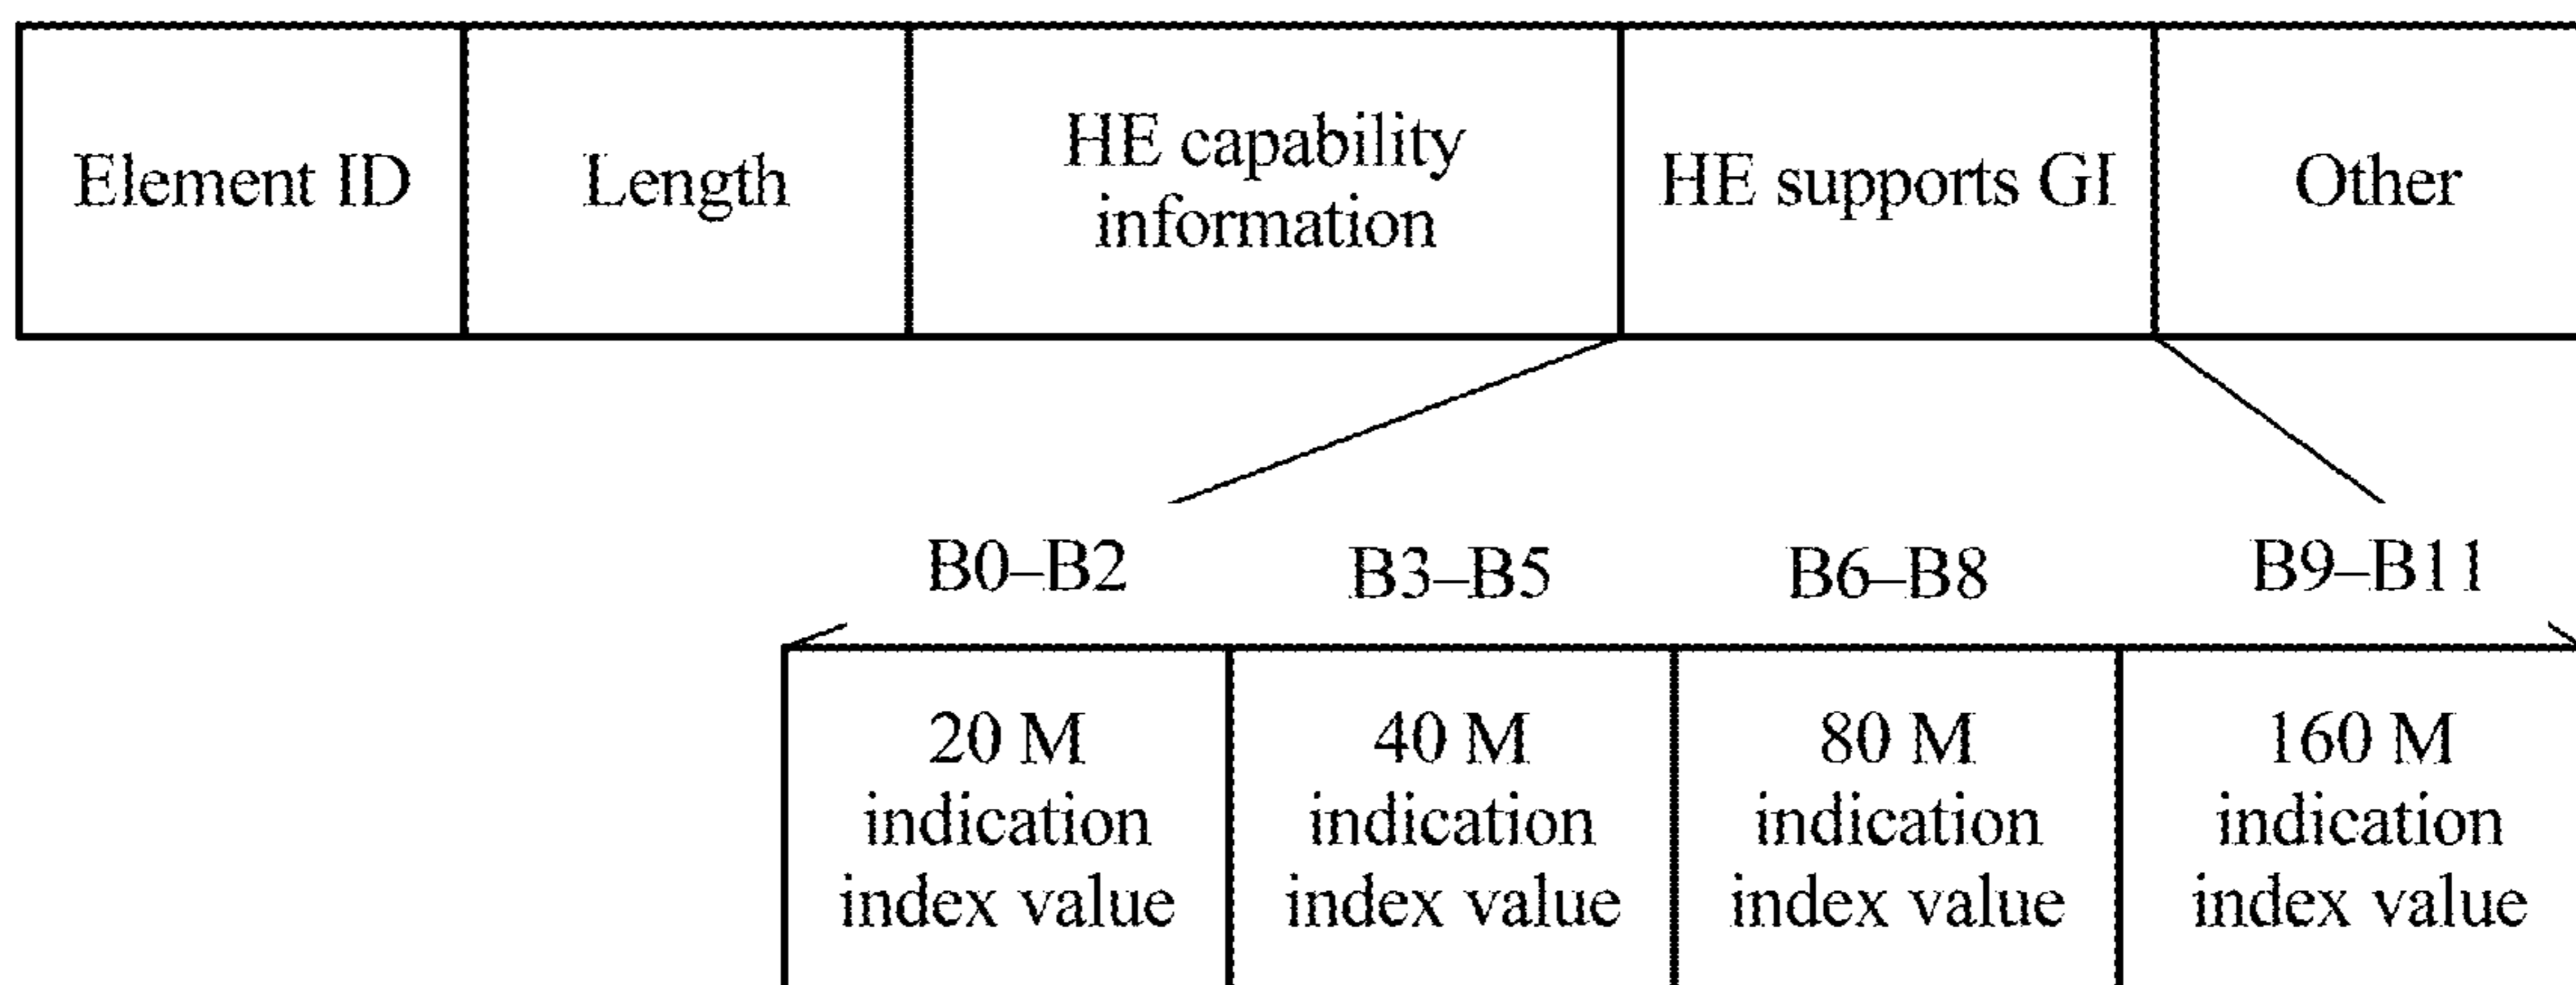 Element ID
Length
HE capability
information
HE supports GI
Other
B0–B2
B3–B5
B6–B8
B9–B11
20 M
indication
index value
40 M
indication
index value
80 M
indication
index value
160 M
indication
index value